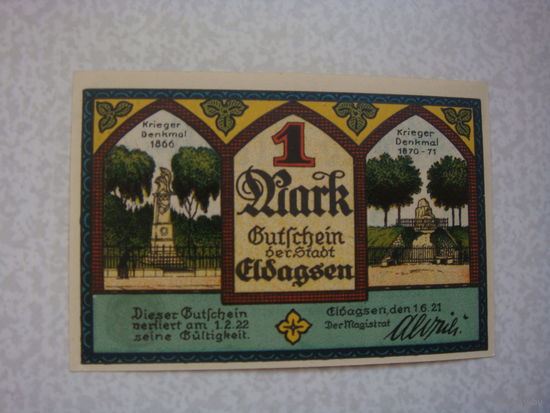 Krieger
Denkmal
1866
1
Mark
Gutschein
der Stadt
Eldagsen
Krieger
Denkmal
1870-71
Dieser Gutschein
verliert am 1.2.22
seine Gültigkeit.
Eldagsen, den 1.6.21
Der Magistrat